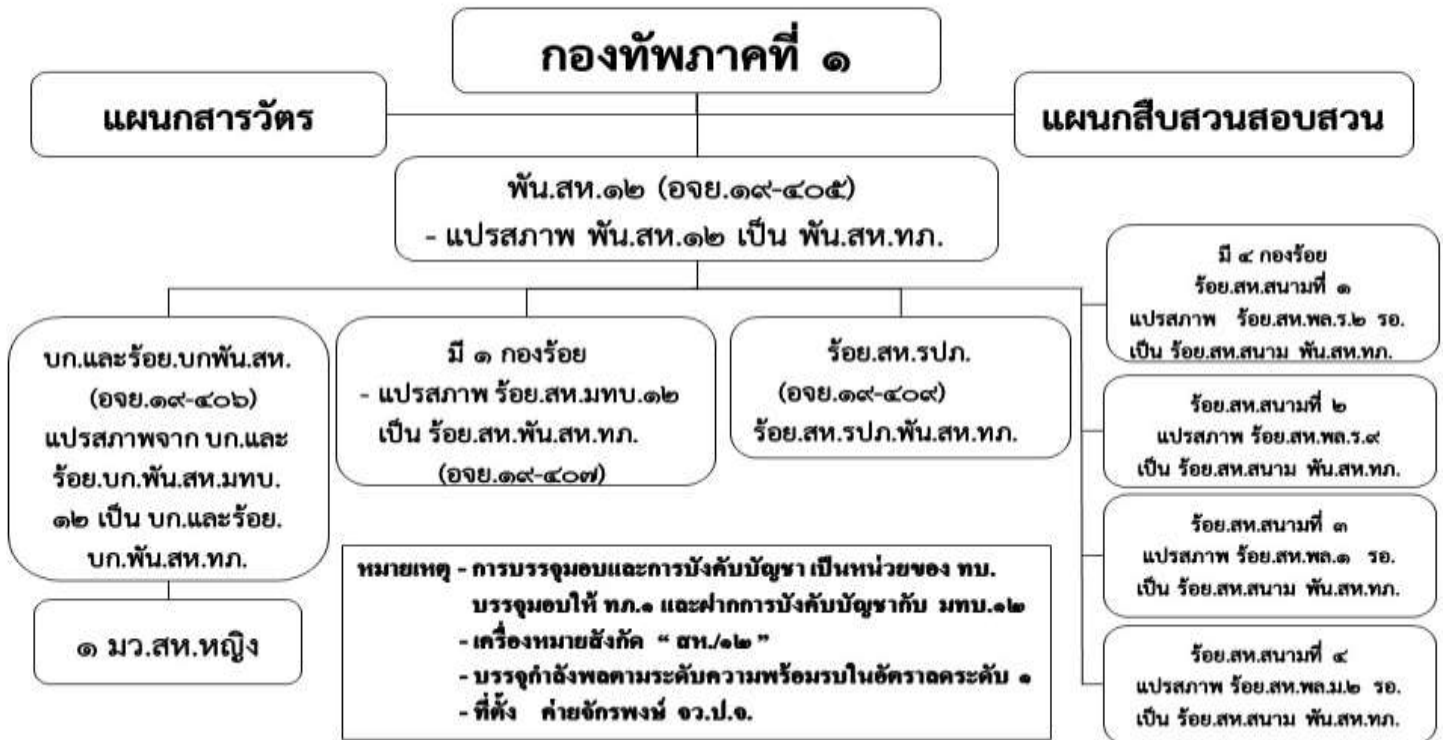 กองทัพภาคที่ ๑
แผนกสารวัตร
แผนกสืบสวนสอบสวน
พัน.สห.๑๒ (อจย.๑๙-๔๐๕)
- แปรสภาพ พัน.สห.๑๒ เป็น พัน.สห.ทภ.
บก.และร้อย.บกพัน.สห.
(อจย.๑๙-๔๐๖)
แปรสภาพจาก บก.และ
ร้อย.บก.พัน.สห.มทบ.
๑๒ เป็น บก.และร้อย.
บก.พัน.สห.ทภ.
๑ มว.สห.หญิง
มี ๑ กองร้อย
- แปรสภาพ ร้อย.สห.มทบ.๑๒
เป็น ร้อย.สห.พัน.สห.ทภ.
(อจย.๑๙-๔๐๗)
ร้อย.สห.รปภ.
(อจย.๑๙-๔๐๙)
ร้อย.สห.รปภ.พัน.สห.ทภ.
มี ๔ กองร้อย
ร้อย.สห.สนามที่ ๑
แปรสภาพ ร้อย.สห.พล.ร.๒ รอ.
เป็น ร้อย.สห.สนาม พัน.สห.ทภ.
ร้อย.สห.สนามที่ ๒
แปรสภาพ ร้อย.สห.พล.ร.๙
เป็น ร้อย.สห.สนาม พัน.สห.ทภ.
ร้อย.สห.สนามที่ ๓
แปรสภาพ ร้อย.สห.พล.๑ รอ.
เป็น ร้อย.สห.สนาม พัน.สห.ทภ.
ร้อย.สห.สนามที่ ๔
แปรสภาพ ร้อย.สห.พล.ม.๒ รอ.
เป็น ร้อย.สห.สนาม พัน.สห.ทภ.
หมายเหตุ - การบรรจุมอบและการบังคับบัญชา เป็นหน่วยของ ทบ.
บรรจุมอบให้ ทภ.๑ และฝากการบังคับบัญชากับ มทบ.๑๒
- เครื่องหมายสังกัด “ สห./๑๒ ”
- บรรจุกำลังพลตามระดับความพร้อมรบในอัตราลดระดับ ๑
- ที่ตั้ง ค่ายจักรพงษ์ จว.ป.จ.